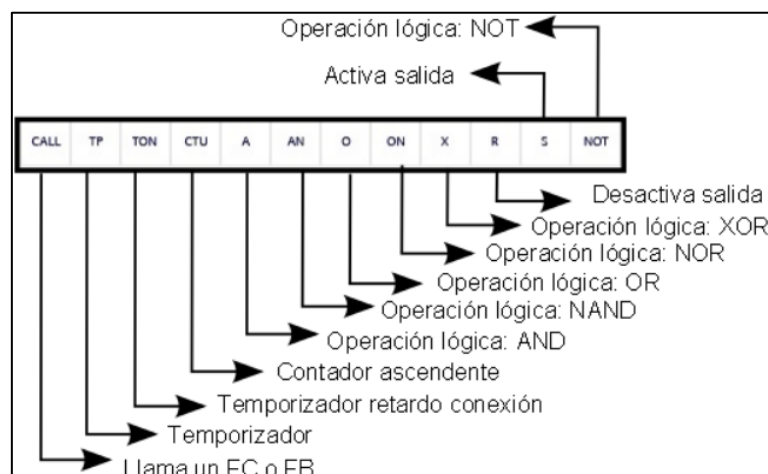 Operación lógica: NOT
Activa salida
CALL TP TON CTU A AN O ON X R S NOT
Desactiva salida
Operación lógica: XOR
Operación lógica: NOR
Operación lógica: OR
Operación lógica: NAND
Operación lógica: AND
Contador ascendente
Temporizador retardo conexión
Temporizador
Llama un FC o FB